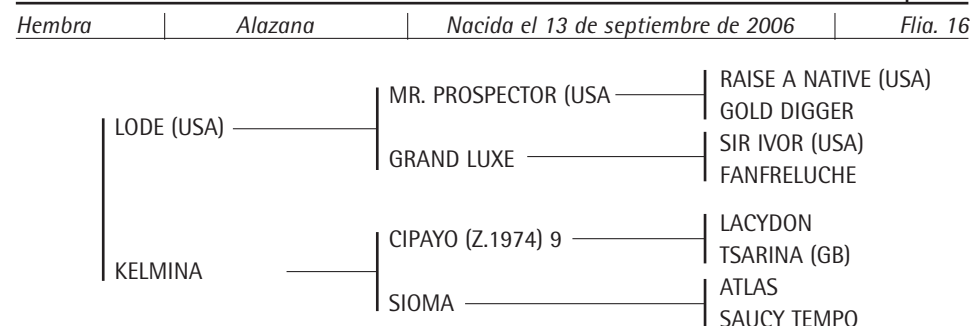 Hembra Alazana Nacida el 13 de septiembre de 2006 Flia. 16
RAISE A NATIVE (USA)
MR. PROSPECTOR (USA
GOLD DIGGER
LODE (USA)
SIR IVOR (USA)
GRAND LUXE
FANFRELUCHE
LACYDON
CIPAYO (Z.1974) 9
TSARINA (GB)
KELMINA
ATLAS
SIOMA
SAUCY TEMPO